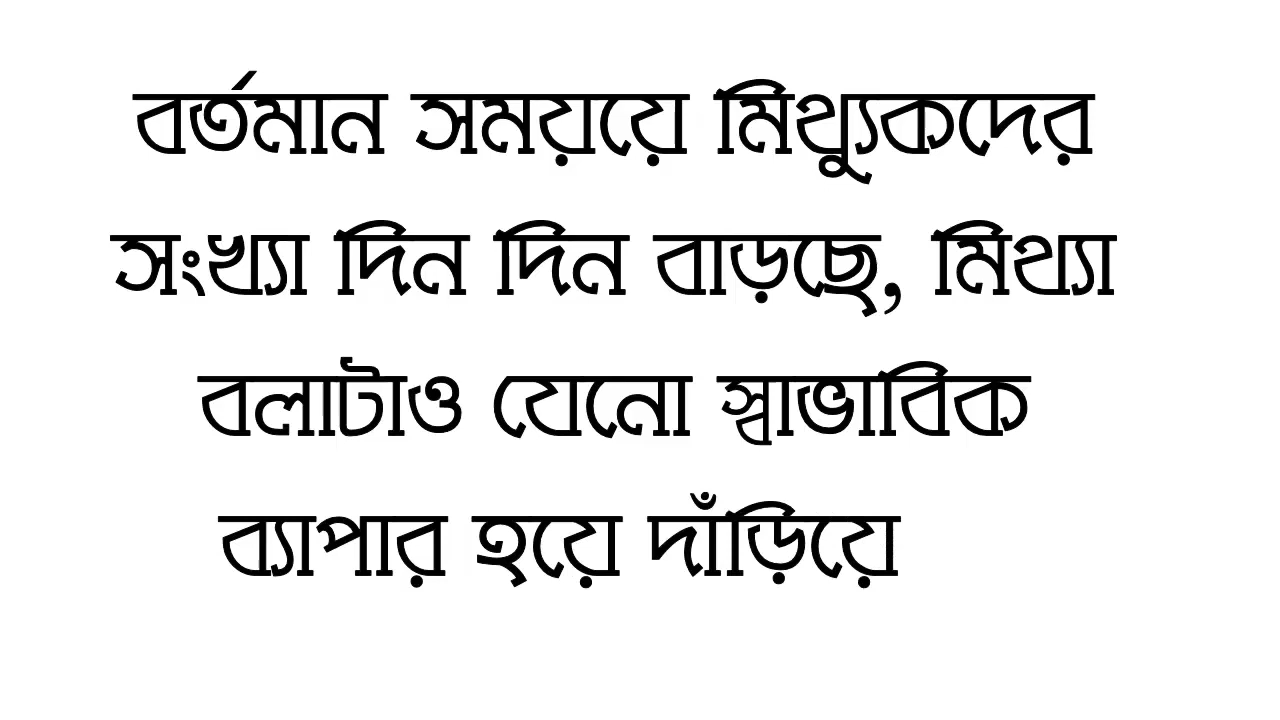 বর্তমান সময়য়ে মিথ্যুকদের
সংখ্যা দিন দিন বাড়ছে, মিথ্যা
বলাটাও যেনো স্বাভাবিক
ব্যাপার হয়ে দাঁড়িয়ে